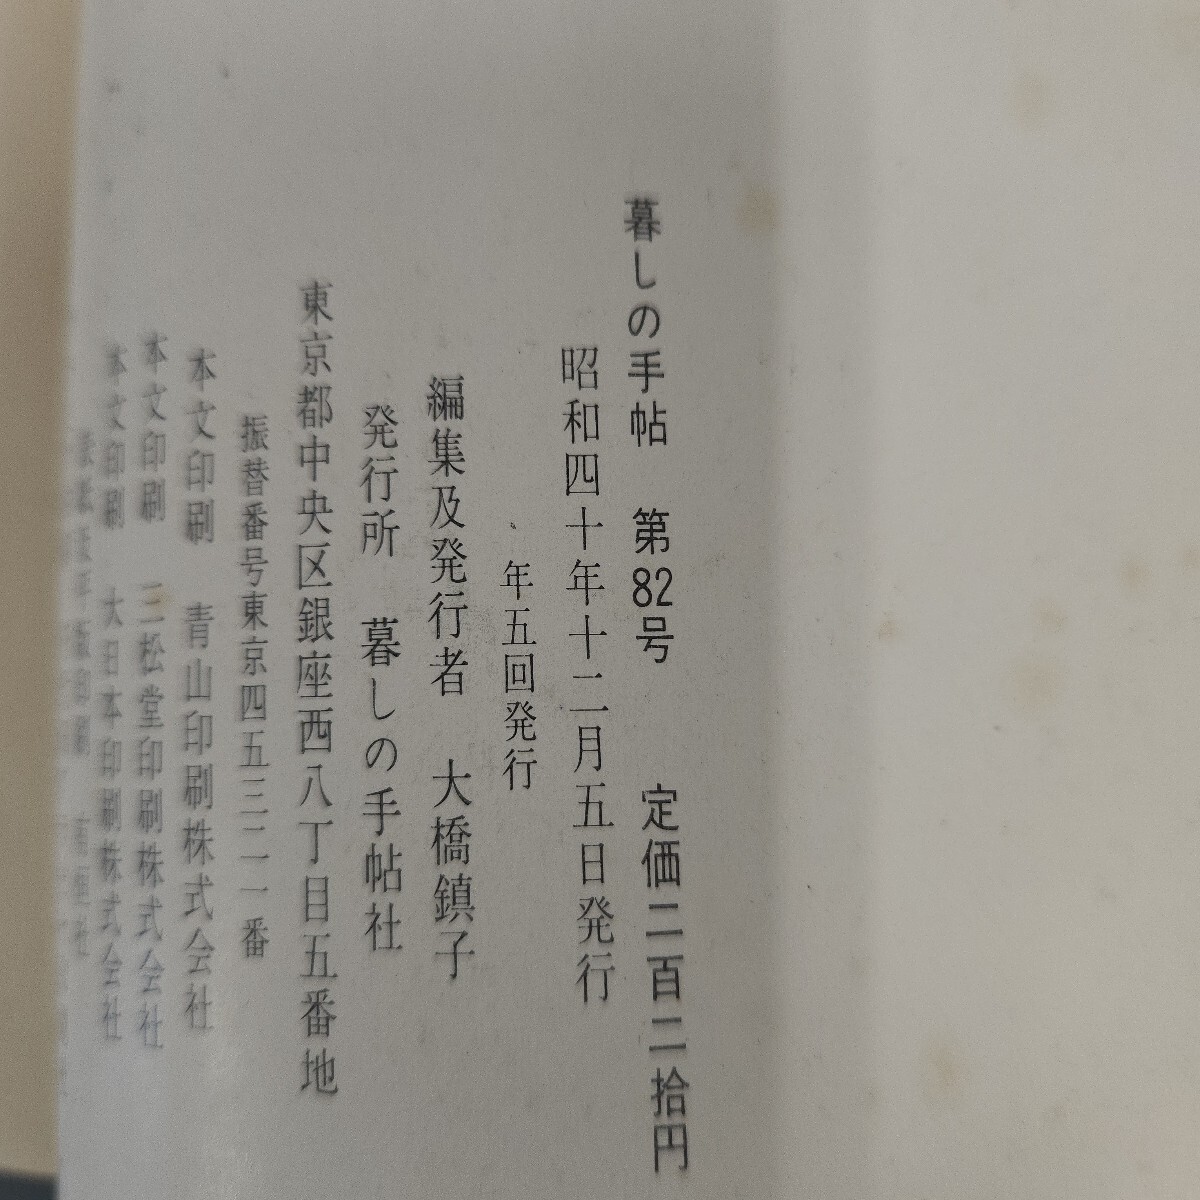 暮しの手帖 第82号 定価二百二拾円
昭和四十年十二月五日発行
年五回発行
編集及発行者 大橋鎭子
発行所 暮しの手帖社
東京都中央区銀座西八丁目五番地
振替番号東京四五三二一番
本文印刷 青山印刷株式会社
本文印刷 三松堂印刷株式会社
本文印刷 大日本印刷株式会社